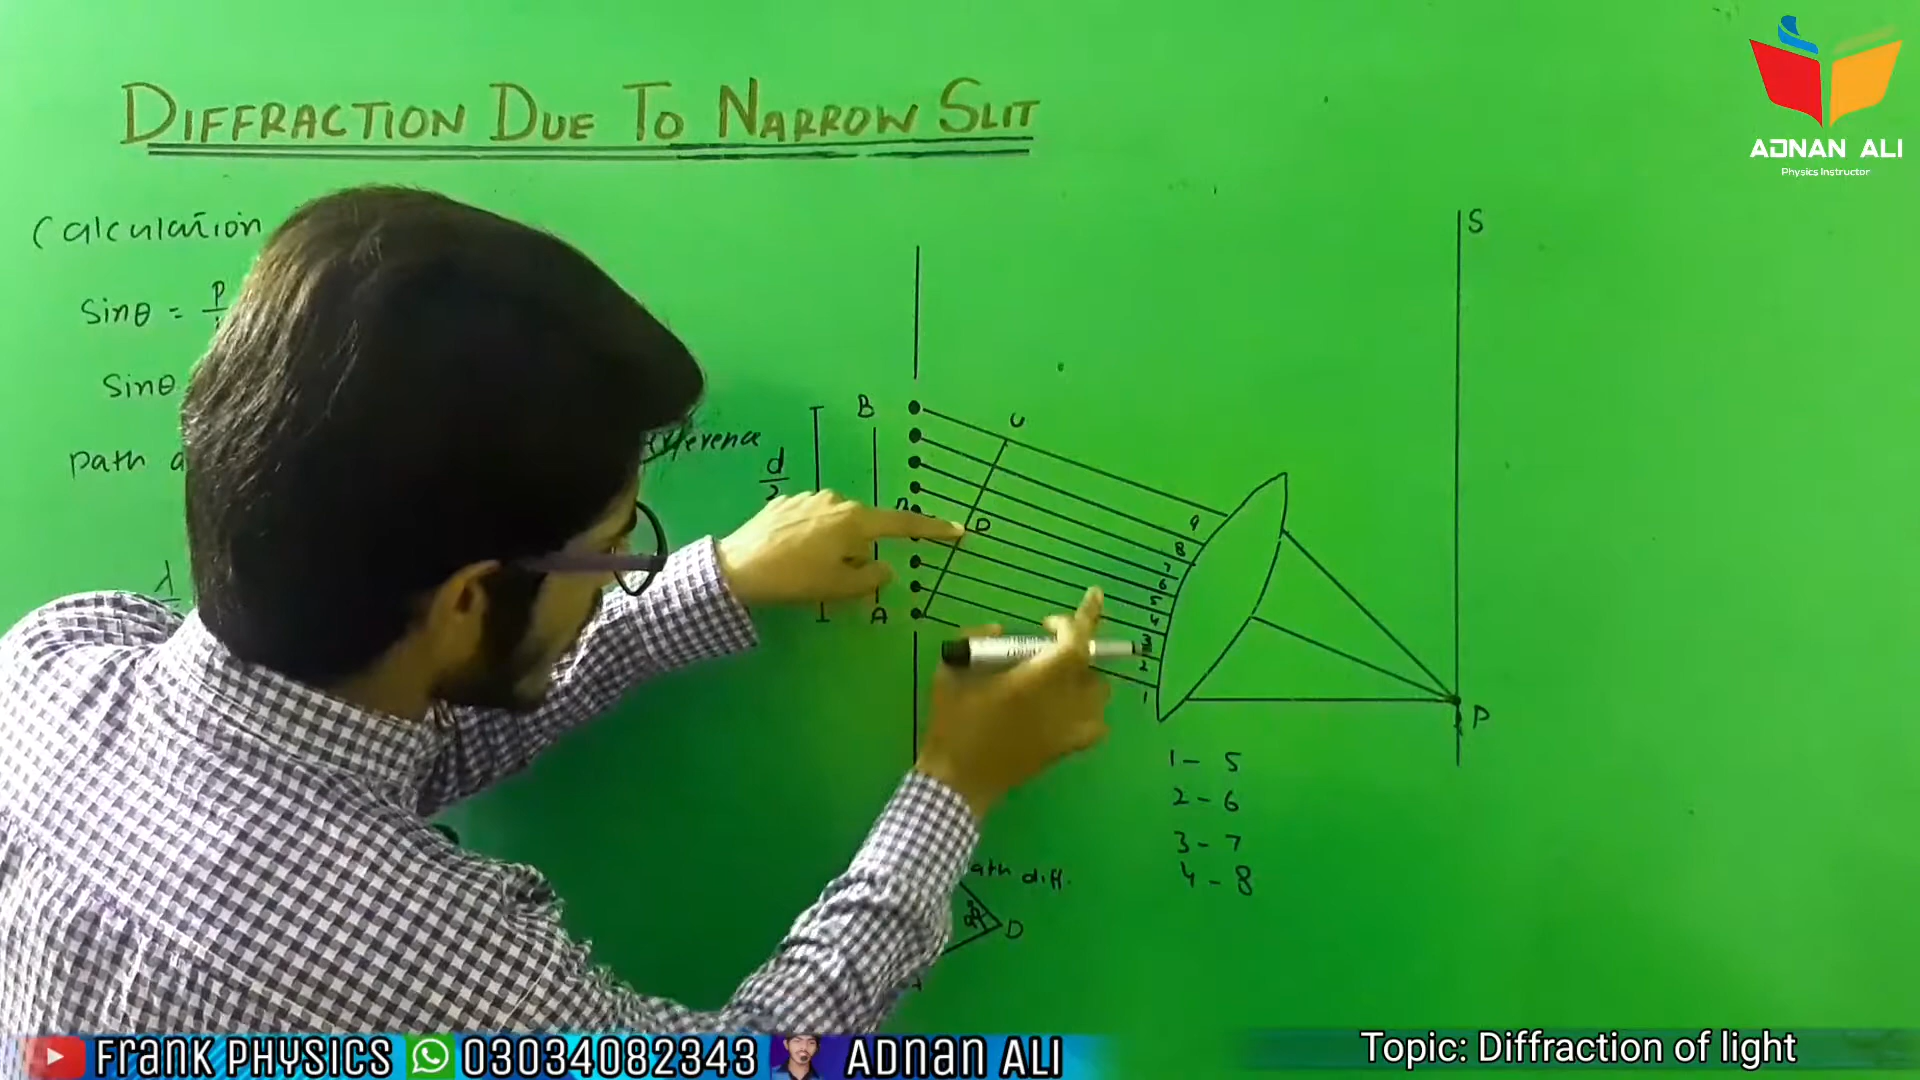 DIFFRACTION DUE TO NARROW SLIT
ADNAN ALI
Physics Instructor
Calculation
Sinθ = P
Sinθ
path
d
2
λ
B
A
C
D
9
8
7
6
5
4
3
2
1
S
P
1 - 5
2 - 6
3 - 7
4 - 8
ath diff.
90°
D
Frank Physics
03034082343
Adnan Ali
Topic: Diffraction of light